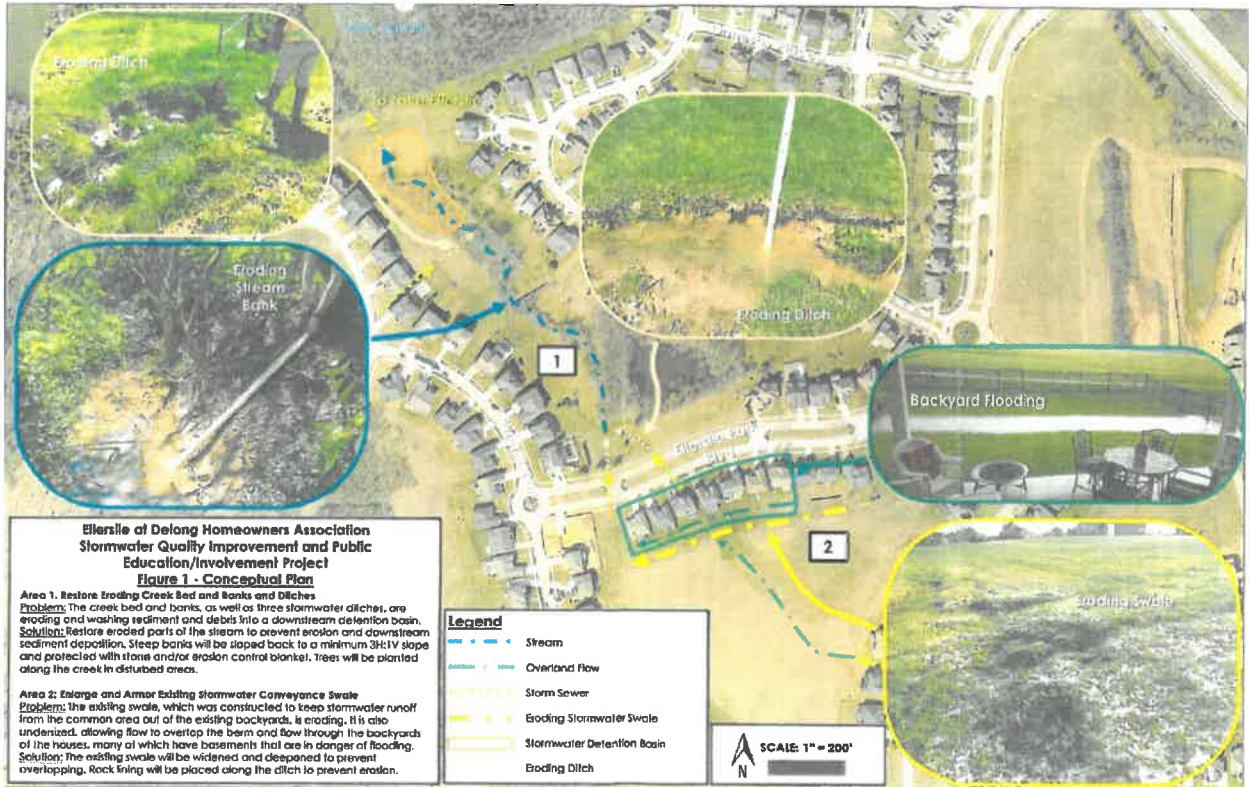 Eroding Ditch
Eroding
Stream
Bank
Eroding Ditch
1
Backyard Flooding
2
Eroding Swale
Ellerslie at Delong Homeowners Association
Stormwater Quality Improvement and Public
Education/Involvement Project
Figure 1 - Conceptual Plan
Area 1. Restore Eroding Creek Bed and Banks and Ditches
Problem: The creek bed and banks, as well as three stormwater ditches, are
eroding and washing sediment and debris into a downstream detention basin.
Solution: Restore eroded parts of the stream to prevent erosion and downstream
sediment deposition. Steep banks will be sloped back to a minimum 3H:1V slope
and protected with stone and/or erosion control blanket. Trees will be planted
along the creek in disturbed areas.
Area 2: Enlarge and Armor Existing Stormwater Conveyance Swale
Problem: The existing swale, which was constructed to keep stormwater runoff
from the common area out of the existing backyards, is eroding. It is also
undersized, allowing flow to overtop the berm and flow through the backyards
of the houses, many of which have basements that are in danger of flooding.
Solution: The existing swale will be widened and deepened to prevent
overtopping. Rock lining will be placed along the ditch to prevent erosion.
Legend
Stream
Overland Flow
Storm Sewer
Eroding Stormwater Swale
Stormwater Detention Basin
Eroding Ditch
N
SCALE: 1" = 200'